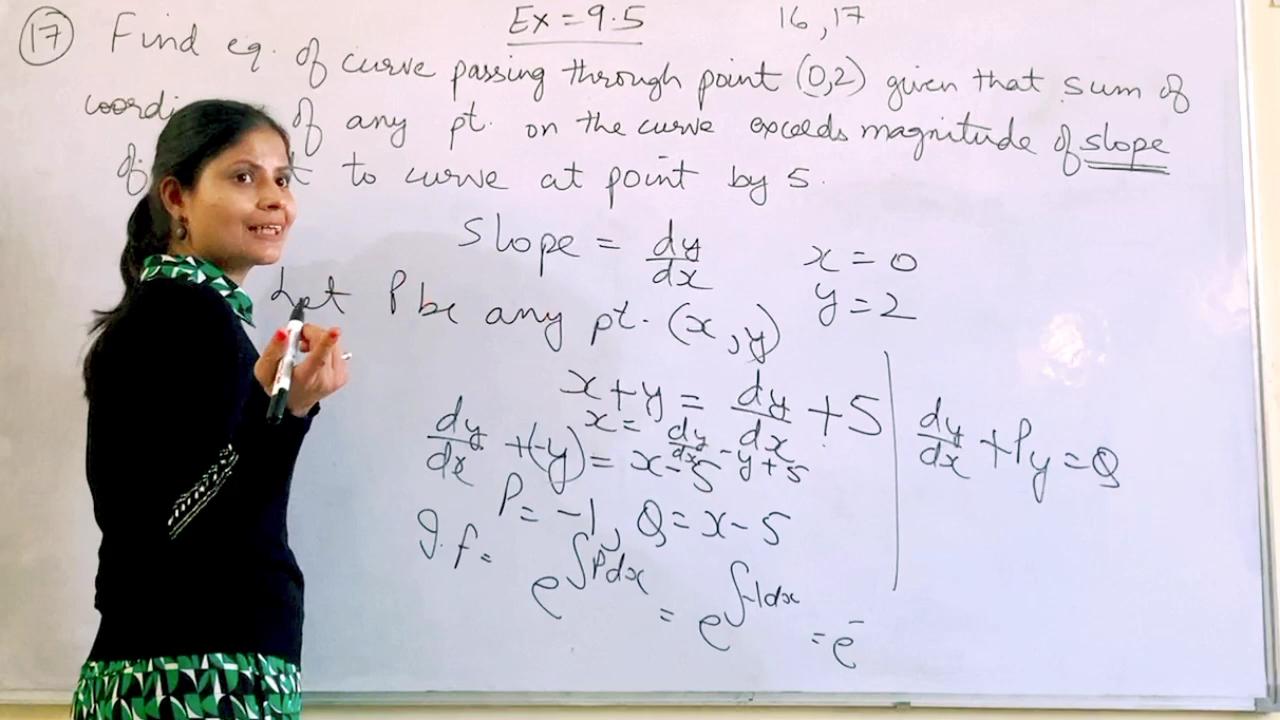 Ex = 9.5 16, 17
(17) Find eq. of curve passing through point (0,2) given that sum of
coordi of any pt. on the curve exceeds magnitude of slope
of t to curve at point by 5.
Slope = dy/dx x = 0
y = 2
Let P be any pt. (x, y)
x + y = dy/dx + 5
x = dy/dx - y + 5
dy/dx + (-y) = x - 5
dy/dx + Py = Q
P = -1, Q = x - 5
I.f = e^∫Pdx = e^∫-1dx = e^-